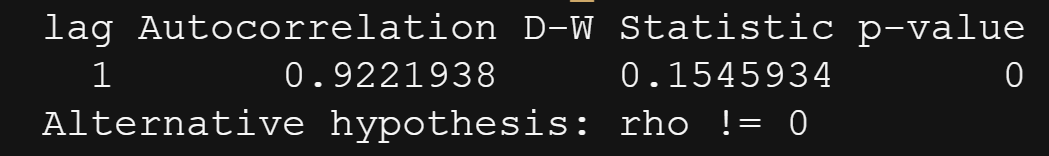 lag Autocorrelation D-W Statistic p-value
1 0.9221938 0.1545934 0
Alternative hypothesis: rho != 0